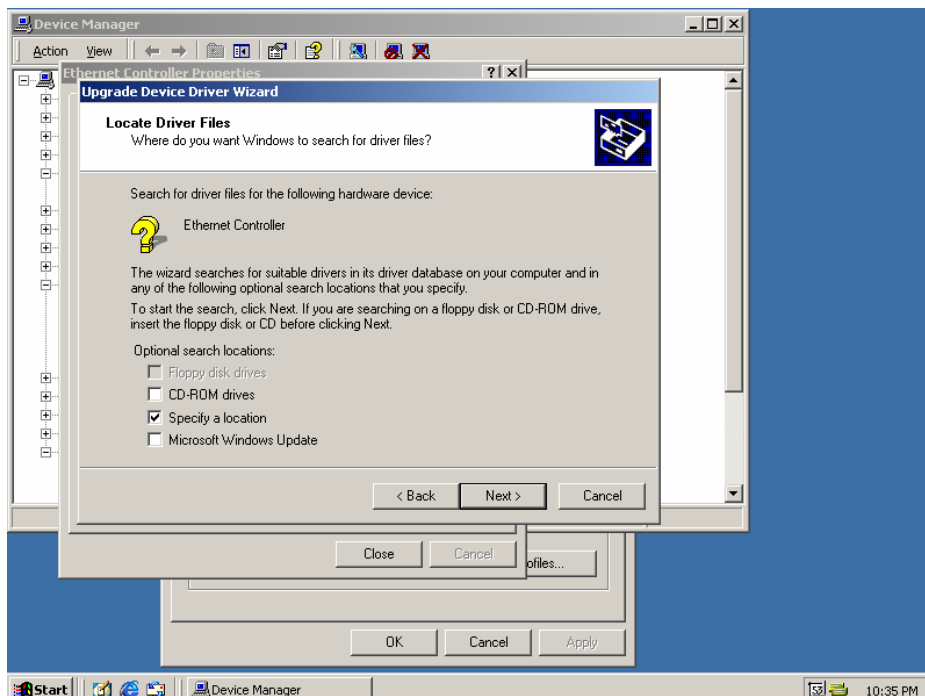 Device Manager
Action View
Ethernet Controller Properties
Upgrade Device Driver Wizard
Locate Driver Files
Where do you want Windows to search for driver files?
Search for driver files for the following hardware device:
Ethernet Controller
The wizard searches for suitable drivers in its driver database on your computer and in
any of the following optional search locations that you specify.
To start the search, click Next. If you are searching on a floppy disk or CD-ROM drive,
insert the floppy disk or CD before clicking Next.
Optional search locations:
Floppy disk drives
CD-ROM drives
Specify a location
Microsoft Windows Update
< Back Next > Cancel
Close Cancel
ofiles...
OK Cancel Apply
Start Device Manager 10:35 PM